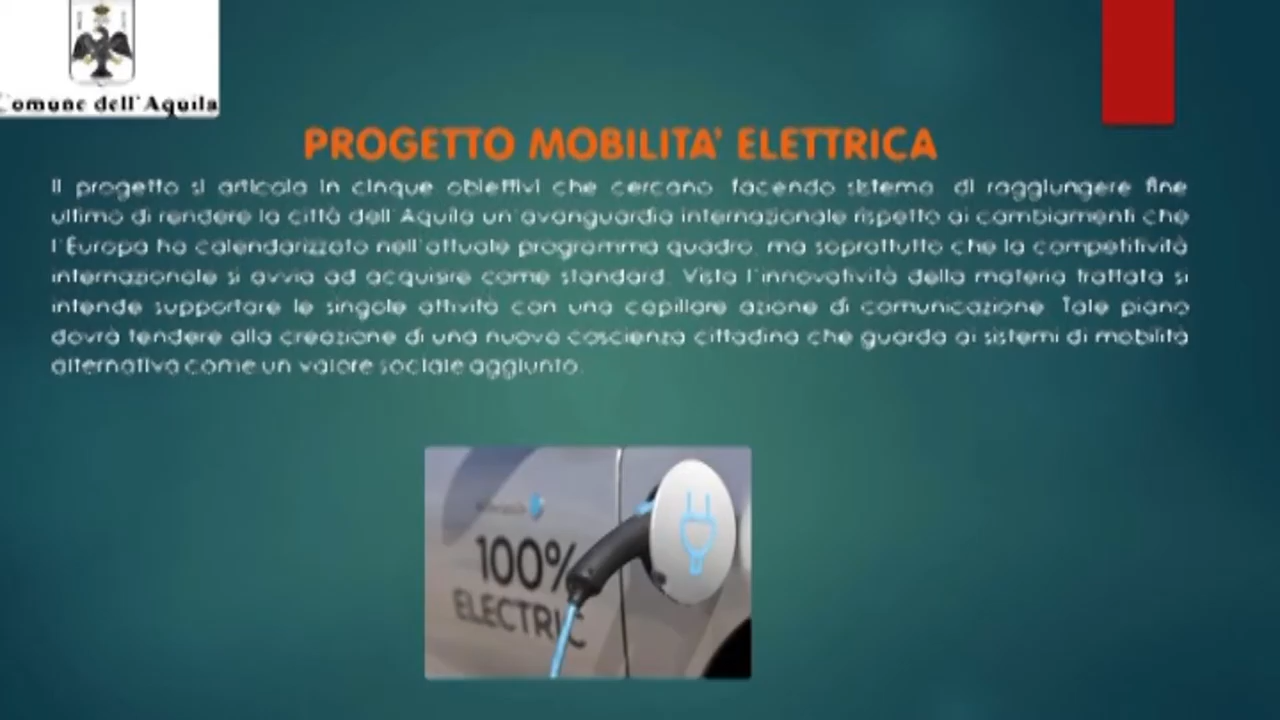 Comune dell'Aquila
PROGETTO MOBILITA' ELETTRICA
Il progetto si articola in cinque obiettivi che cercano, facendo sistema, di raggiungere fine
ultimo di rendere la città dell'Aquila un'avanguardia internazionale rispetto ai cambiamenti che
l'Europa ha calendarizzato nell'attuale programma quadro, ma soprattutto che la competitività
internazionale si avvia ad acquisire come standard. Vista l'innovatività della materia trattata si
intende supportare le singole attività con una capillare azione di comunicazione. Tale piano
dovrà tendere alla creazione di una nuova coscienza cittadina che guarda ai sistemi di mobilità
alternativa come un valore sociale aggiunto.
100%
ELECTRIC